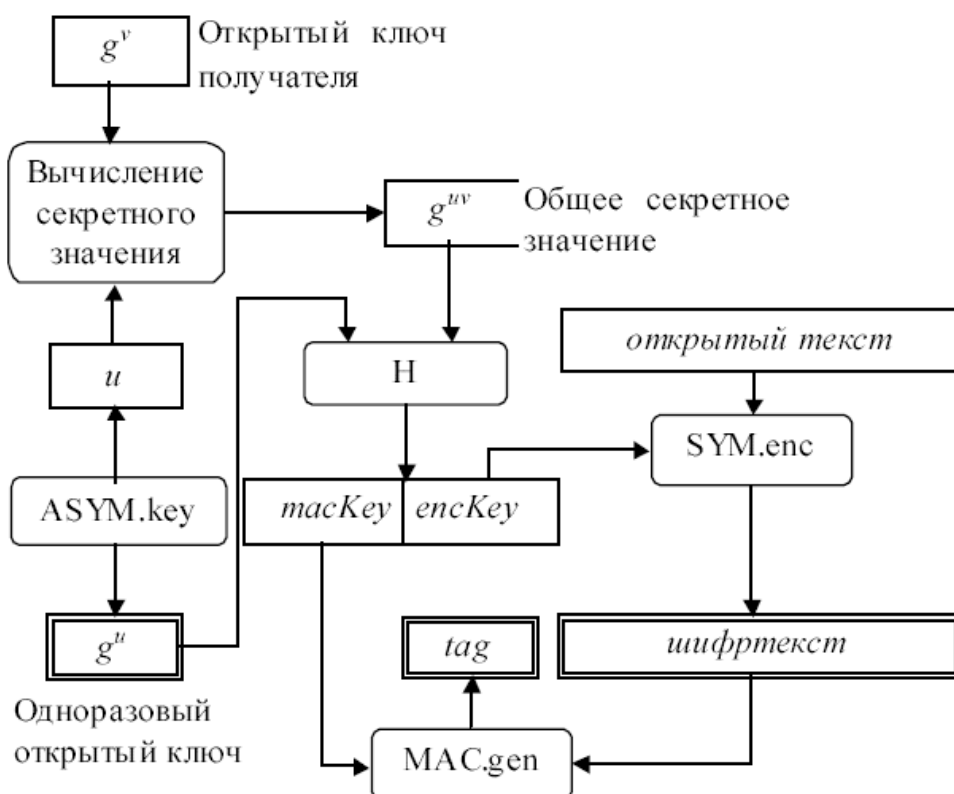 g^v
Открытый ключ
получателя
Вычисление
секретного
значения
g^uv
Общее секретное
значение
открытый текст
u
H
SYM.enc
ASYM.key
macKey encKey
g^u
tag
шифртекст
Одноразовый
открытый ключ
MAC.gen